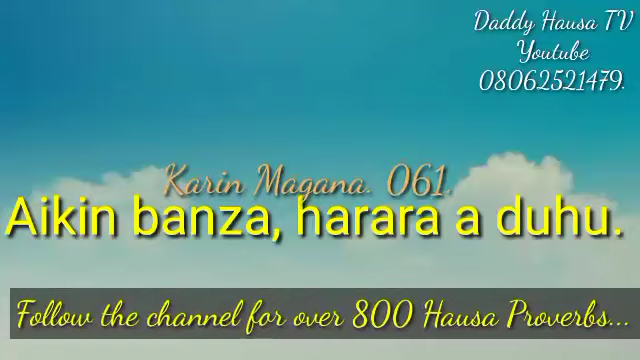 Daddy Hausa TV
Youtube
08062521479.
Karin Magana. 061.
Aikin banza, harara a duhu.
Follow the channel for over 800 Hausa Proverbs...